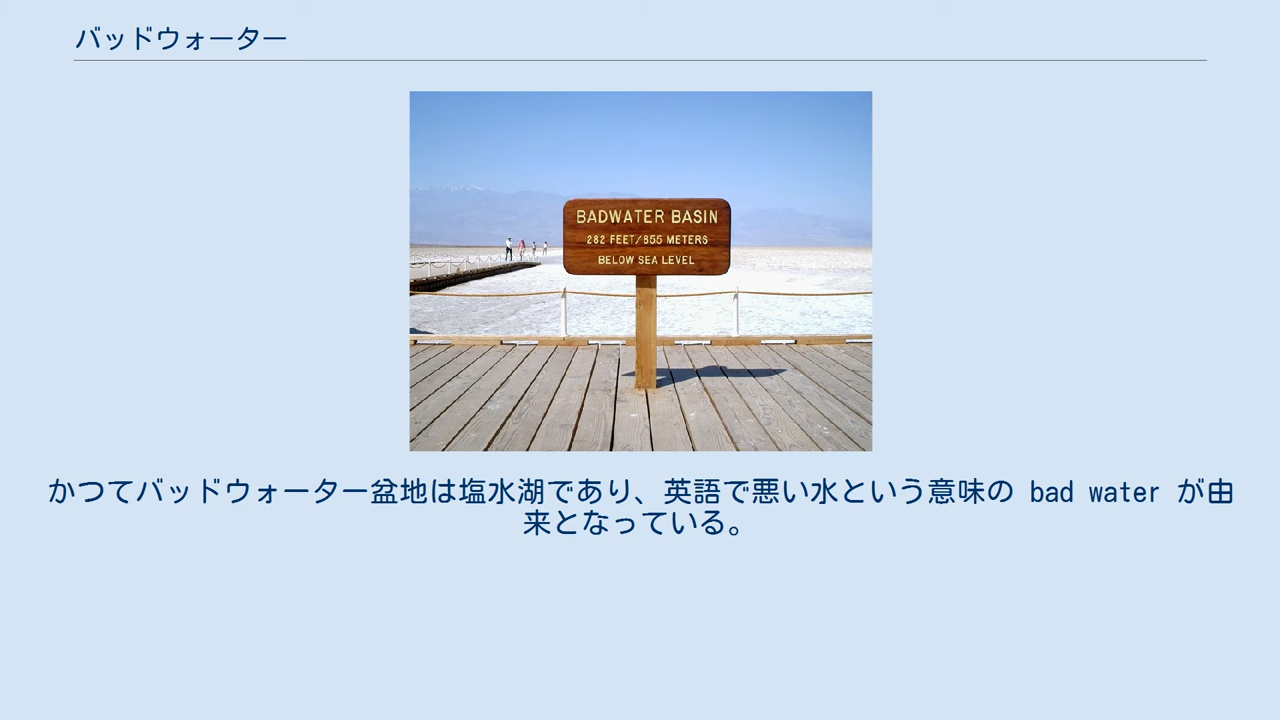 バッドウォーター
BADWATER BASIN
282 FEET/855 METERS
BELOW SEA LEVEL
かつてバッドウォーター盆地は塩水湖であり、英語で悪い水という意味の bad water が由
来となっている。